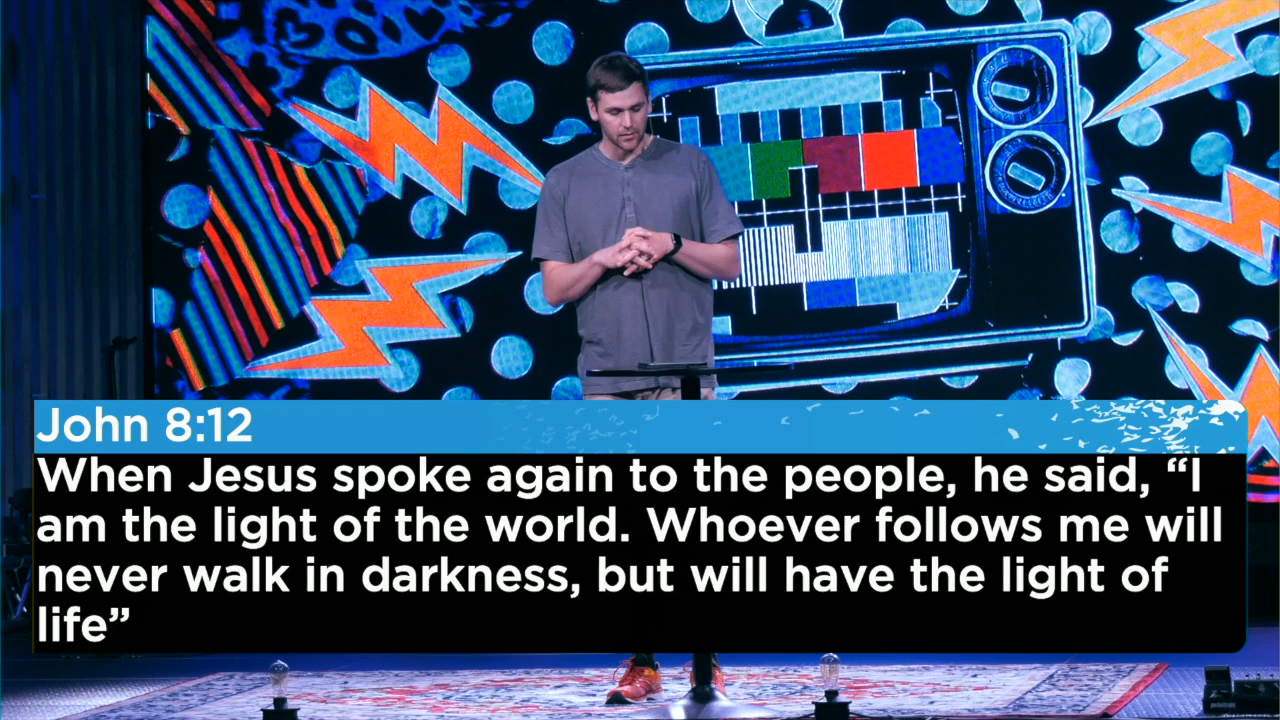 John 8:12
When Jesus spoke again to the people, he said, “I
am the light of the world. Whoever follows me will
never walk in darkness, but will have the light of
life”